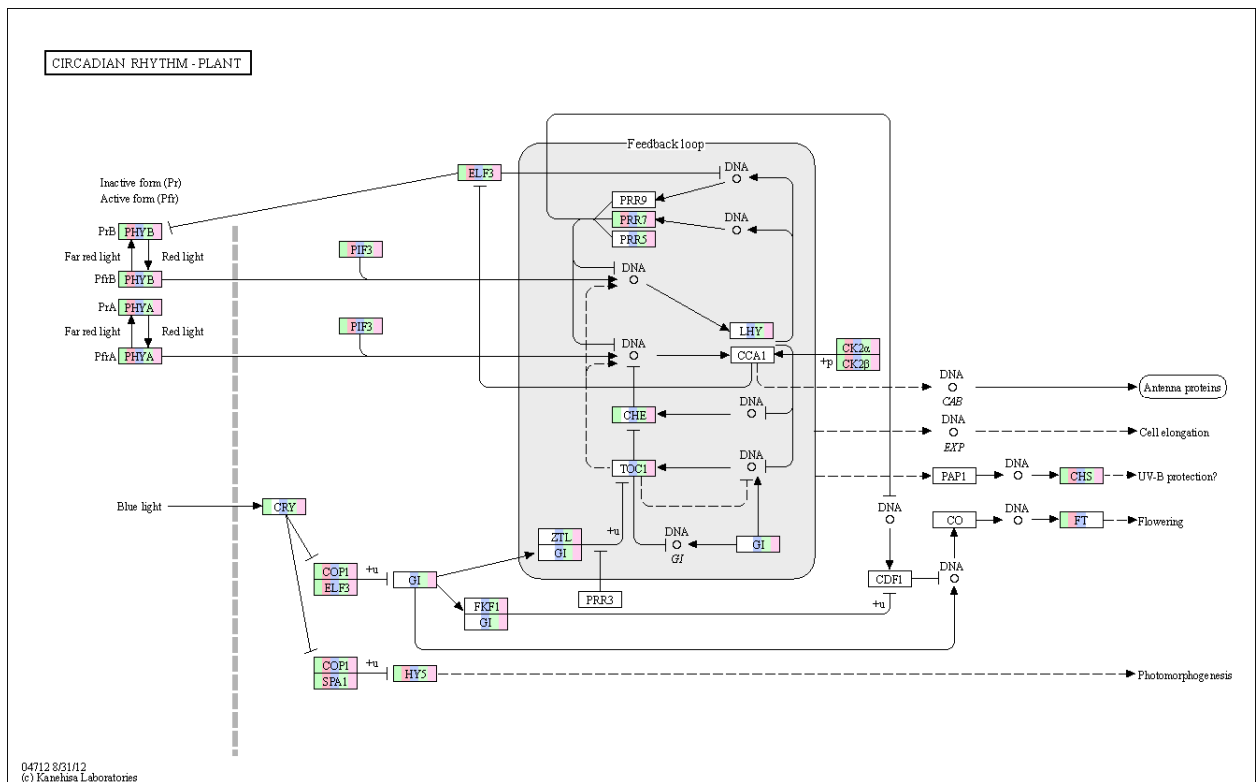 CIRCADIAN RHYTHM - PLANT
Feedback loop
DNA
ELF3
Inactive form (Pr)
Active form (Pfr)
PRR9
PRR7
DNA
PRR5
PrB
PHYB
Far red light
Red light
PIF3
DNA
PfrB
PHYB
PrA
PHYA
Far red light
Red light
PIF3
LHY
DNA
CCA1
CK2α
+p
CK2β
PfrA
PHYA
DNA
CAB
Antenna proteins
CHE
DNA
DNA
EXP
Cell elongation
TOC1
DNA
PAP1
DNA
CHS
UV-B protection?
Blue light
CRY
DNA
CO
DNA
FT
Flowering
ZTL
GI
+u
DNA
GI
GI
COP1
ELF3
+u
GI
CDF1
DNA
PRR3
FKF1
GI
+u
COP1
SPA1
+u
HY5
Photomorphogenesis
04712 8/31/12
(c) Kanehisa Laboratories